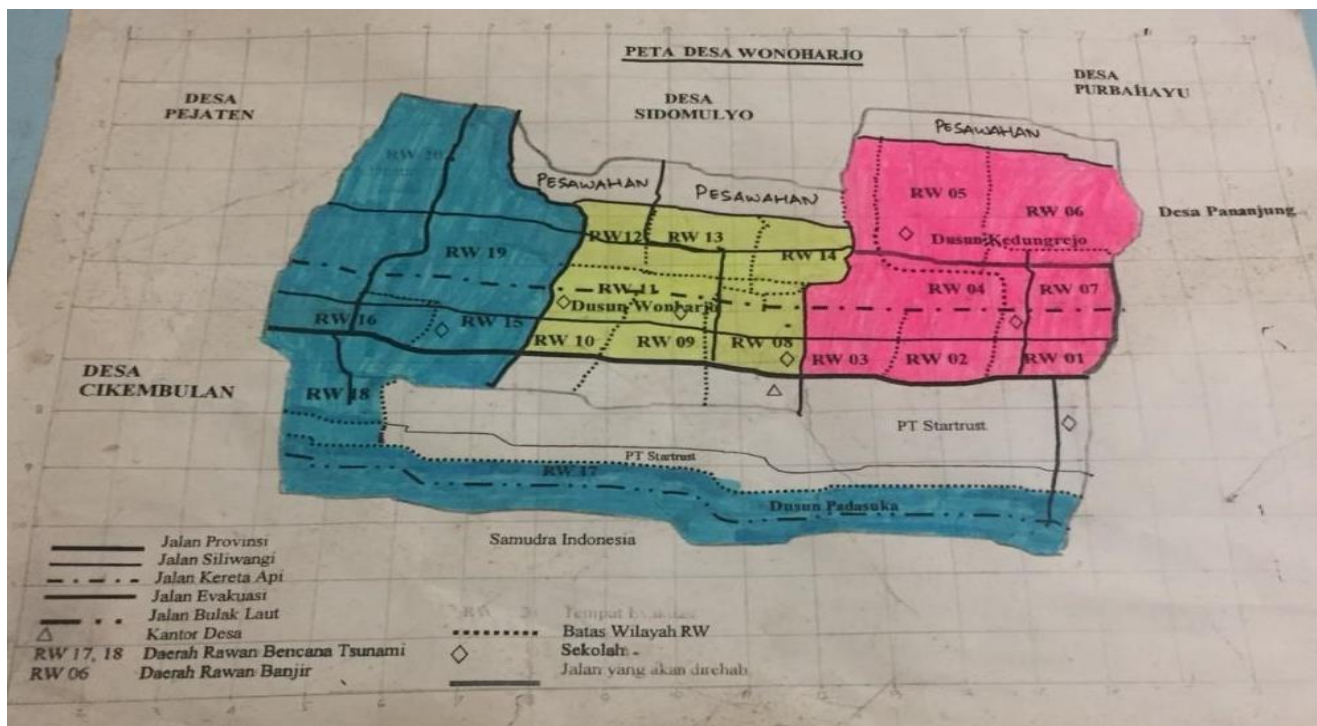 PETA DESA WONOHARJO
DESA
PEJATEN
DESA
SIDOMULYO
DESA
PURBAHAYU
PESAWAHAN
RW 20
PESAWAHAN
PESAWAHAN
RW 05
RW 06
Desa Pananjung
RW 12
RW 13
Dusun Kedungrejo
RW 19
RW 14
RW 11
RW 04
RW 07
Dusun Wonharjo
RW 16
RW 15
RW 10
RW 09
RW 08
RW 03
RW 02
RW 01
DESA
CIKEMBULAN
RW 18
PT Startrust
PT Startrust
RW 17
Dusun Padasuka
Samudra Indonesia
Jalan Provinsi
Jalan Siliwangi
Jalan Kereta Api
Jalan Evakuasi
Jalan Bulak Laut
Kantor Desa
RW 17, 18 Daerah Rawan Bencana Tsunami
RW 06 Daerah Rawan Banjir
Tempat
Batas Wilayah RW
Sekolah
Jalan yang akan direhab